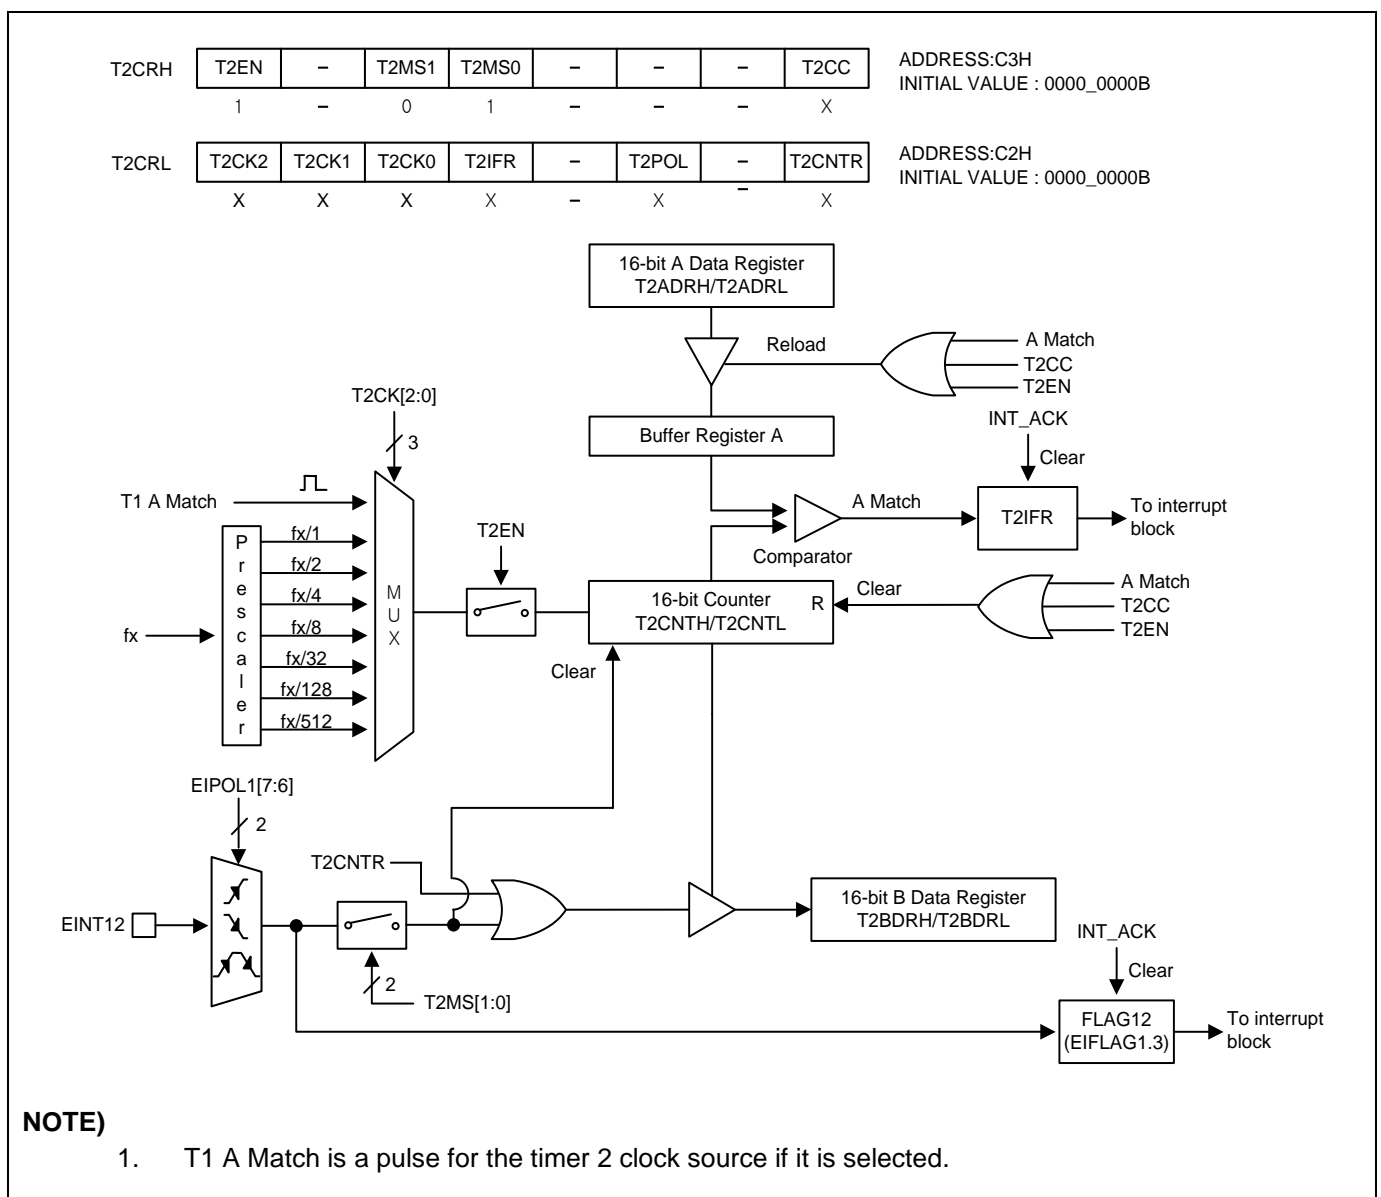 T2CRH T2EN – T2MS1 T2MS0 – – – T2CC ADDRESS:C3H
INITIAL VALUE : 0000_0000B
1 – 0 1 – – – X
T2CRL T2CK2 T2CK1 T2CK0 T2IFR – T2POL – T2CNTR ADDRESS:C2H
INITIAL VALUE : 0000_0000B
X X X X – X – X
16-bit A Data Register
T2ADRH/T2ADRL
Reload
A Match
T2CC
T2EN
T2CK[2:0]
3
Buffer Register A
INT_ACK
Clear
T1 A Match
A Match
T2IFR
To interrupt
block
Comparator
Prescaler
fx
fx/1
fx/2
fx/4
fx/8
fx/32
fx/128
fx/512
MUX
T2EN
16-bit Counter
T2CNTH/T2CNTL
R
Clear
A Match
T2CC
T2EN
Clear
EIPOL1[7:6]
2
T2CNTR
EINT12
2
T2MS[1:0]
16-bit B Data Register
T2BDRH/T2BDRL
INT_ACK
Clear
FLAG12
(EIFLAG1.3)
To interrupt
block
NOTE)
1. T1 A Match is a pulse for the timer 2 clock source if it is selected.